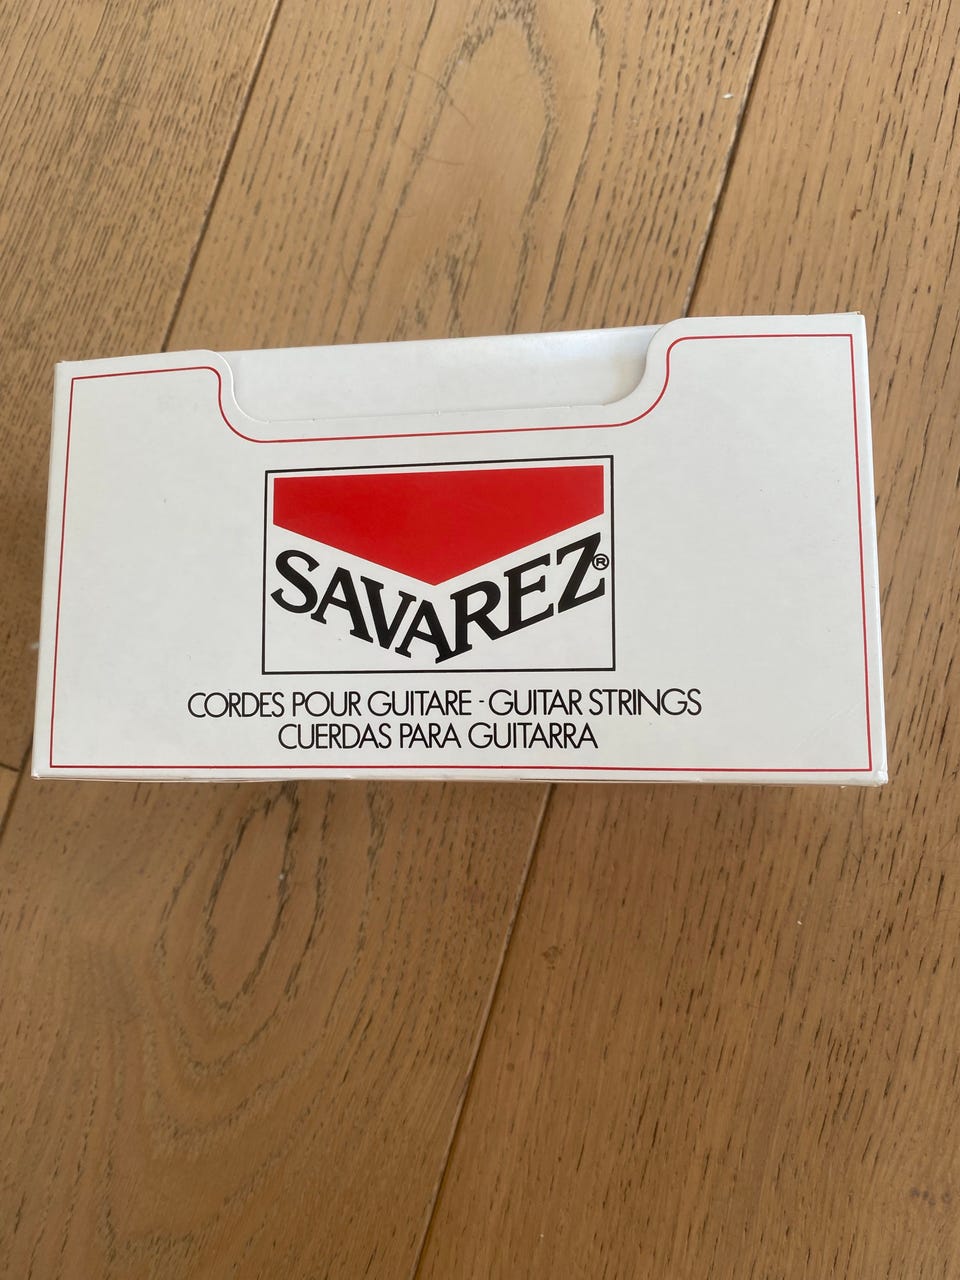 SAVAREZ®
CORDES POUR GUITARE - GUITAR STRINGS
CUERDAS PARA GUITARRA